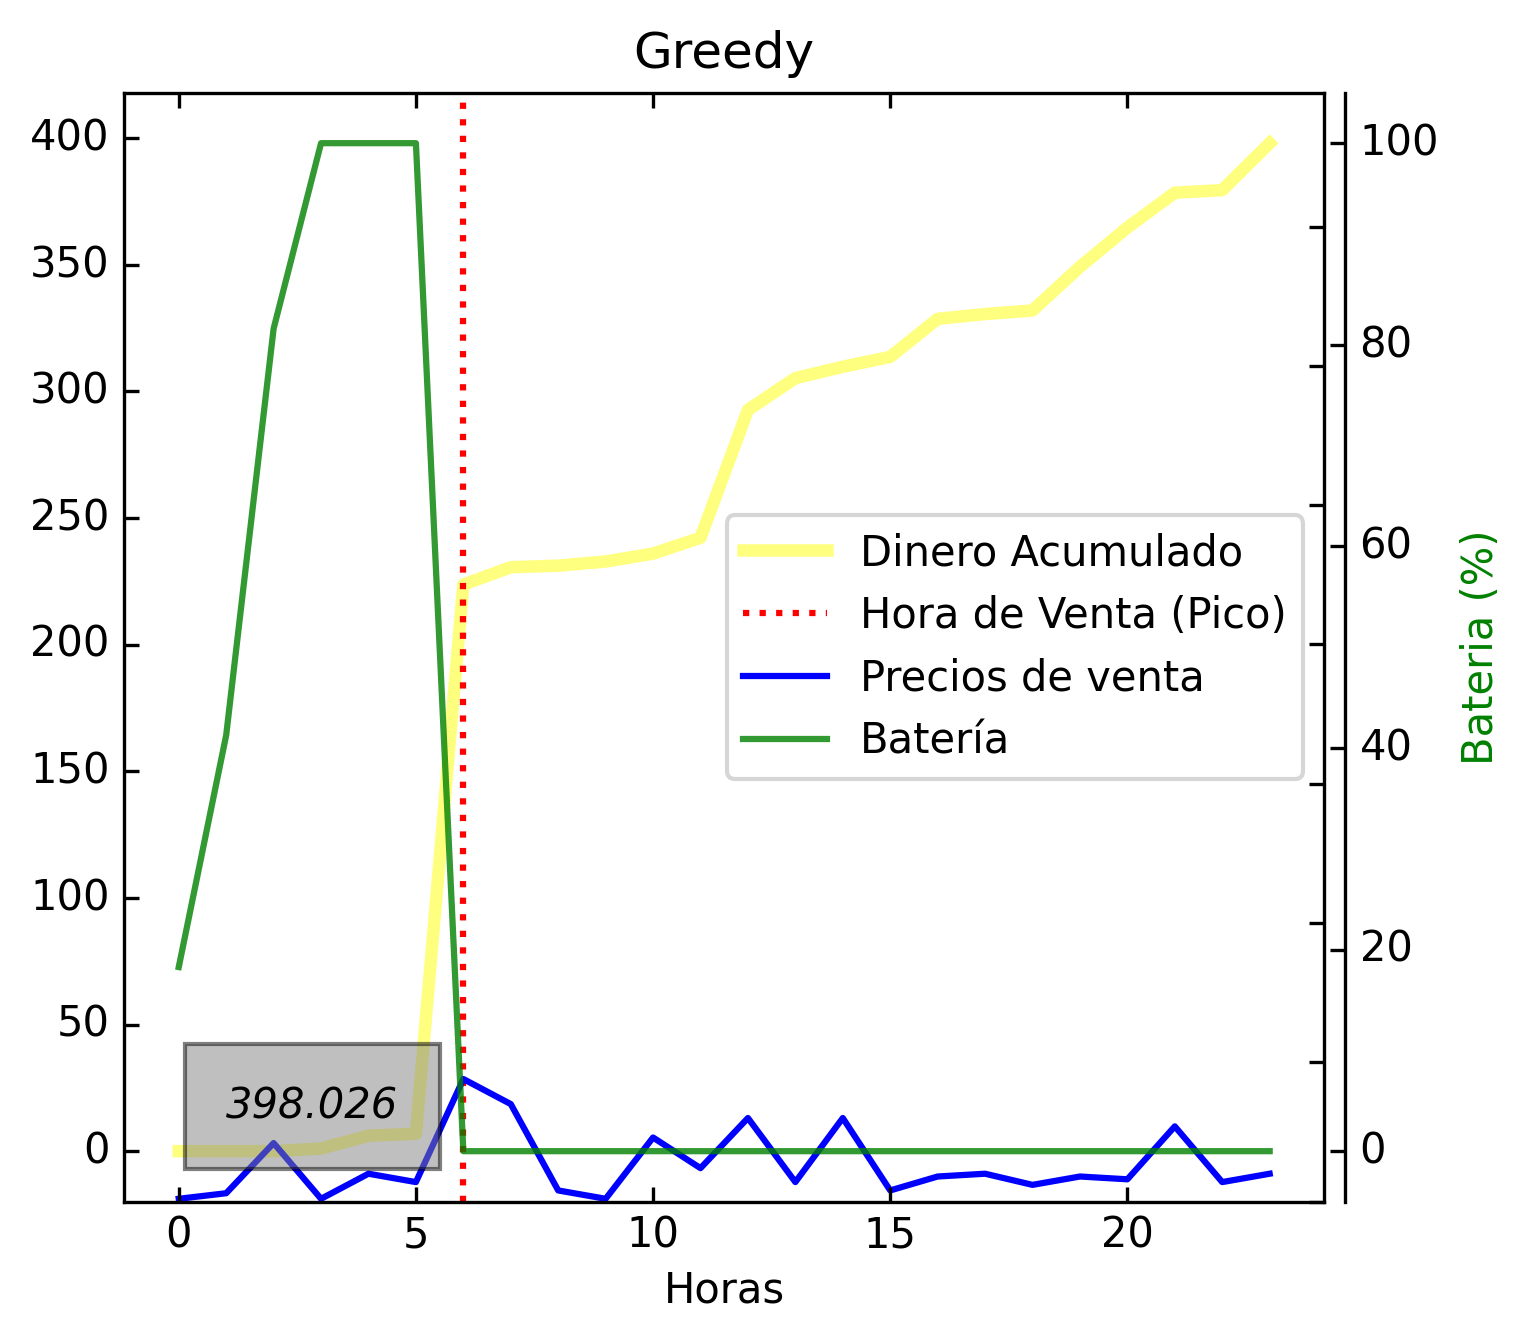 Greedy
400
350
300
250
200
150
100
50
0
100
80
60
40
20
0
Bateria (%)
Dinero Acumulado
Hora de Venta (Pico)
Precios de venta
Batería
398.026
0 5 10 15 20
Horas